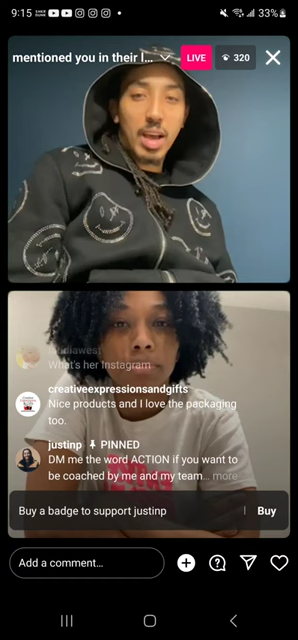 9:15
33%
mentioned you in their l...
LIVE
320
What's her Instagram
creativeexpressionsandgifts
Nice products and I love the packaging
too.
justinp PINNED
DM me the word ACTION if you want to
be coached by me and my team... more
Buy a badge to support justinp
Buy
Add a comment...